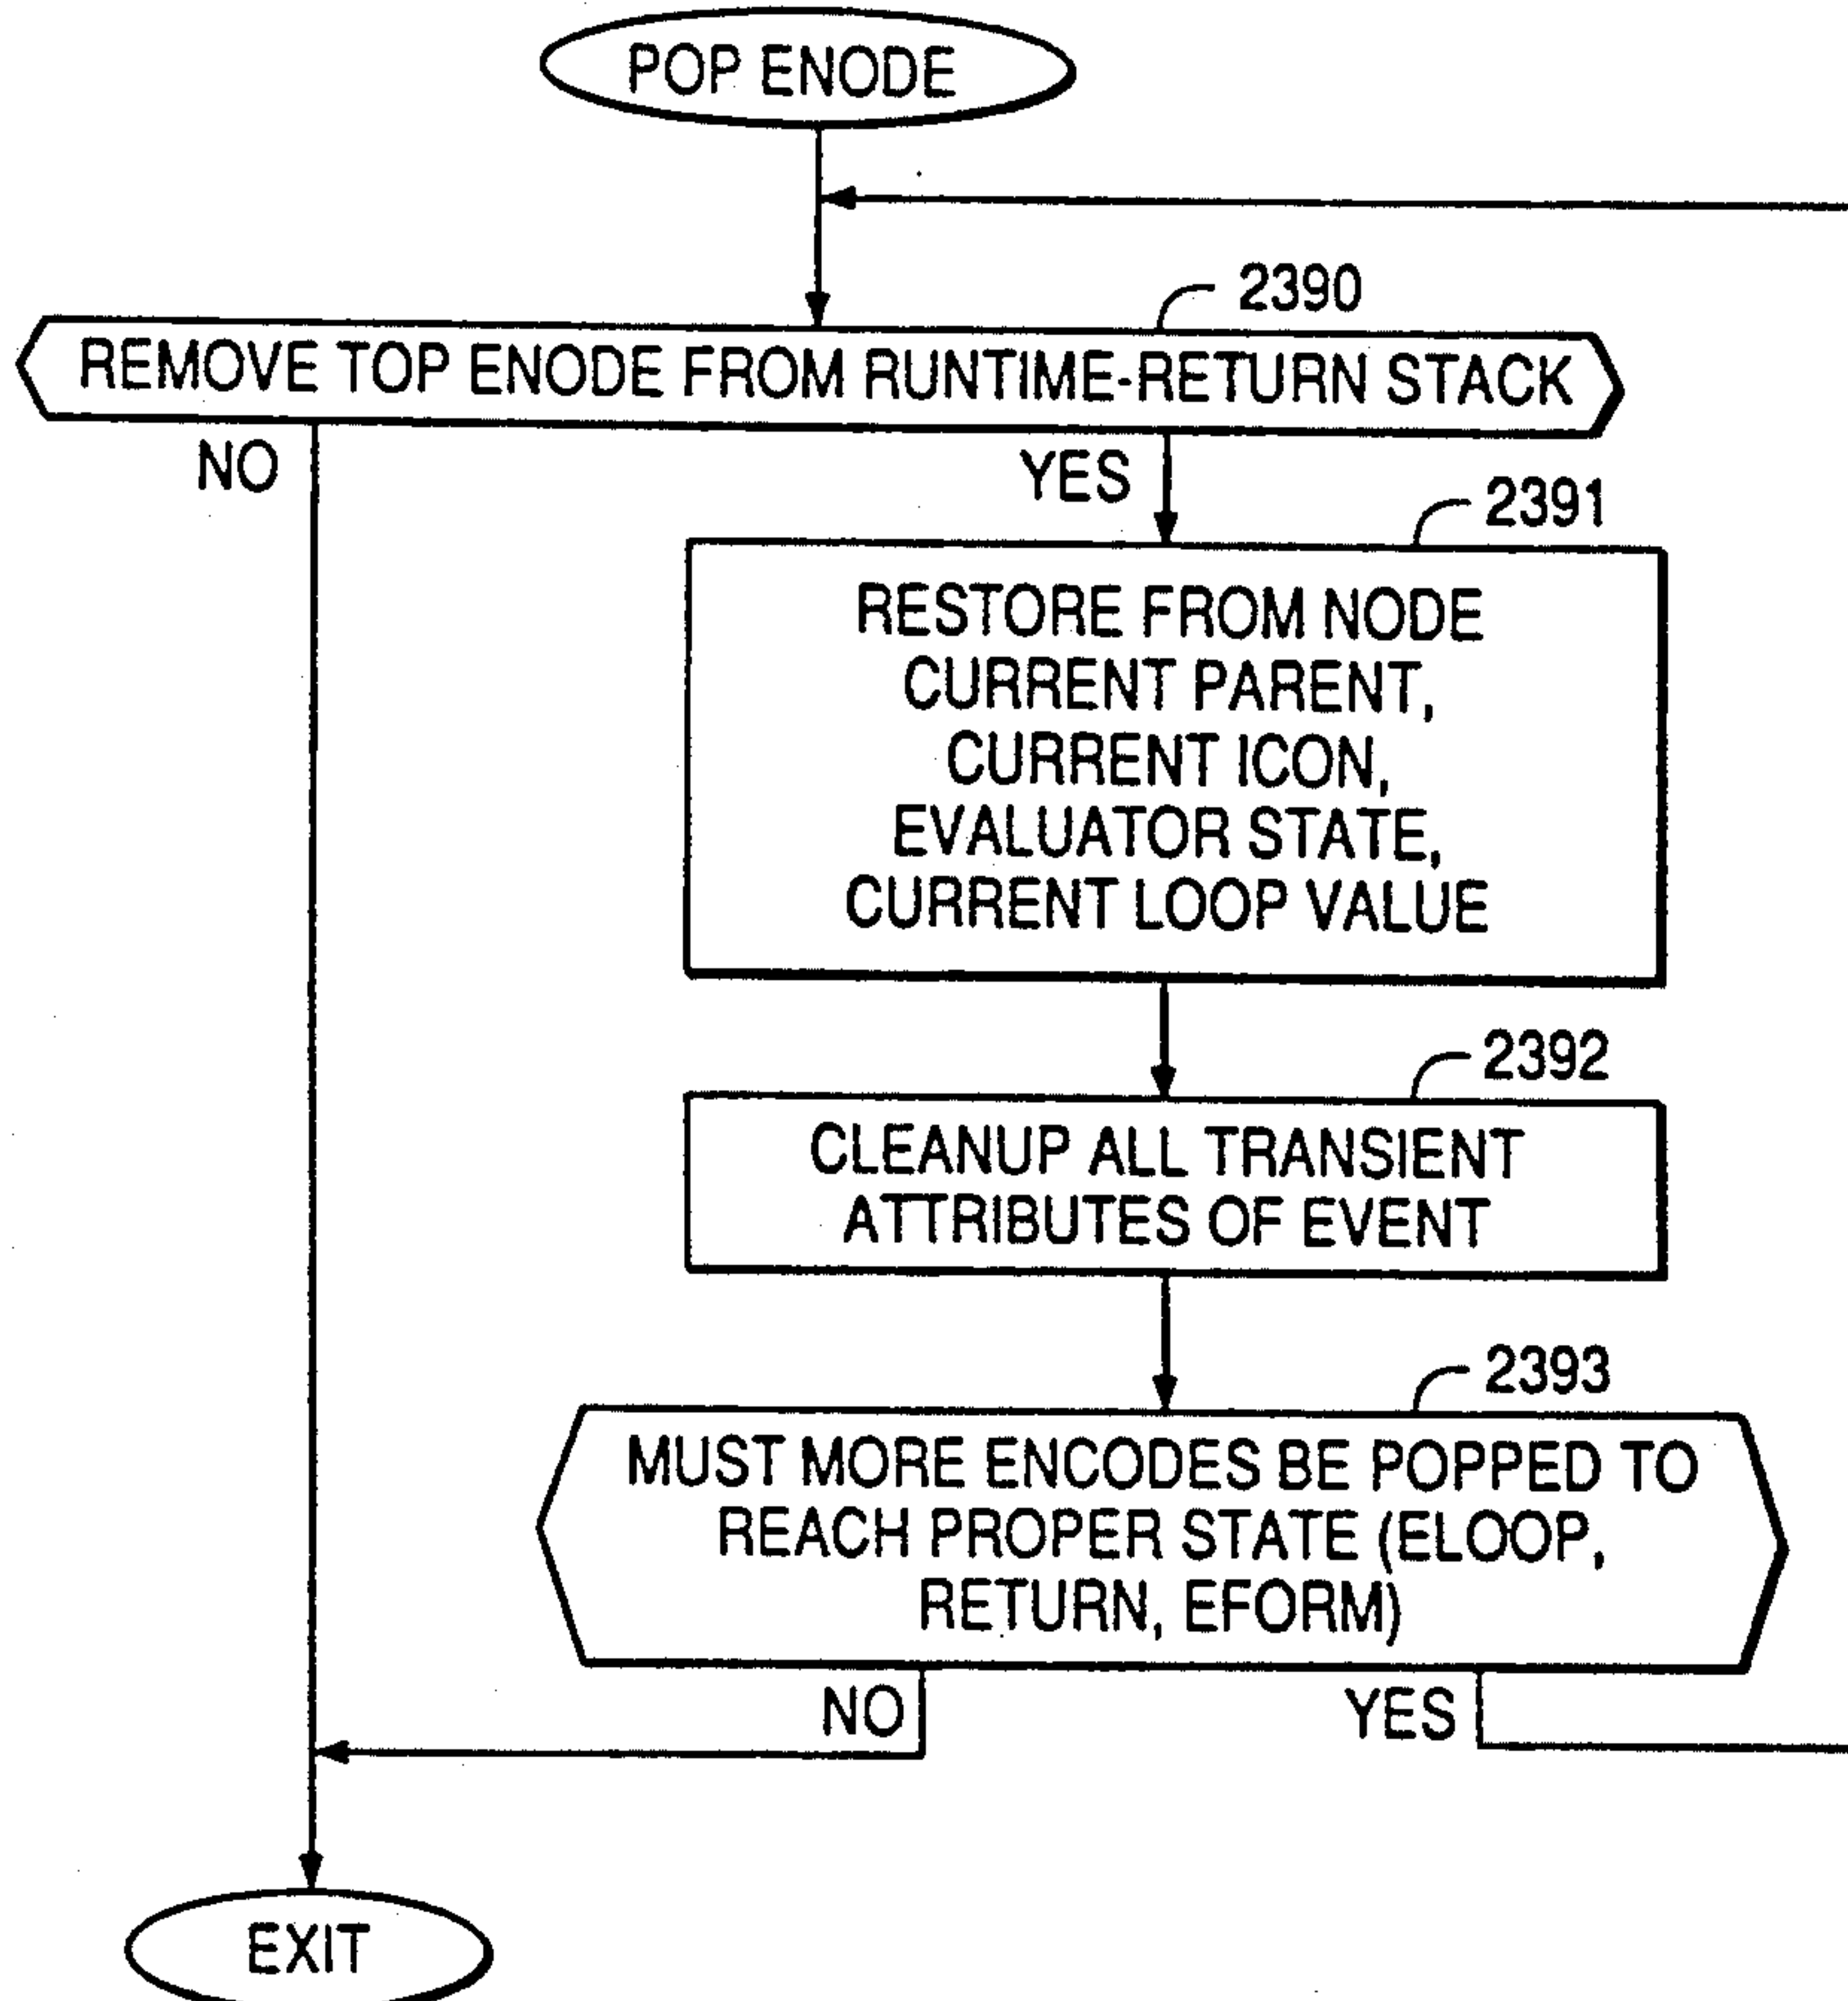 POP ENODE
2390
REMOVE TOP ENODE FROM RUNTIME-RETURN STACK
NO
YES
2391
RESTORE FROM NODE
CURRENT PARENT,
CURRENT ICON,
EVALUATOR STATE,
CURRENT LOOP VALUE
2392
CLEANUP ALL TRANSIENT
ATTRIBUTES OF EVENT
2393
MUST MORE ENCODES BE POPPED TO
REACH PROPER STATE (ELOOP,
RETURN, EFORM)
NO
YES
EXIT